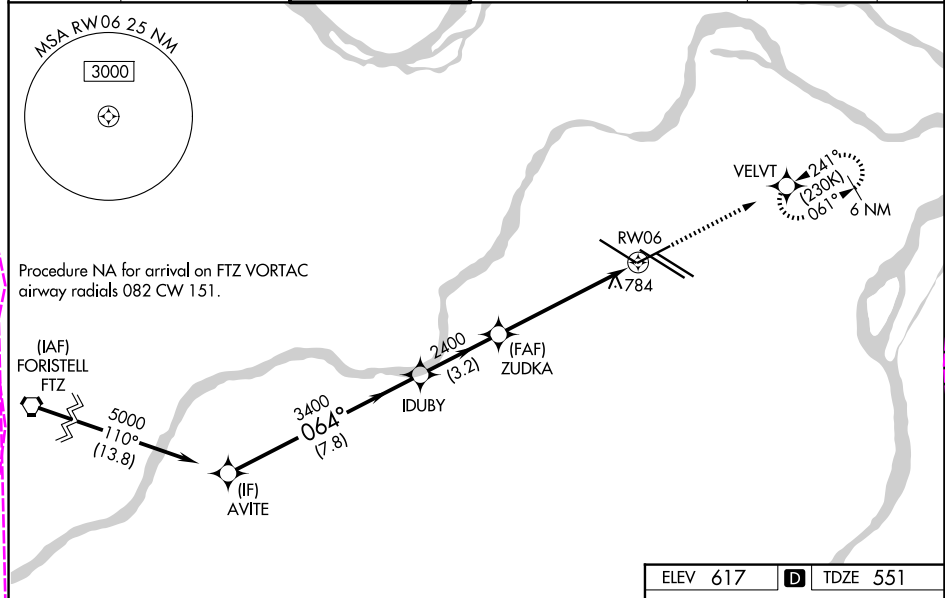 MSA RW06 25 NM
3000
VELVT
241°
(230K)
061°
6 NM
RW06
784
Procedure NA for arrival on FTZ VORTAC
airway radials 082 CW 151.
(IAF)
FORISTELL
FTZ
5000
110°
(13.8)
(IF)
AVITE
3400
064°
(7.8)
IDUBY
2400
(3.2)
(FAF)
ZUDKA
ELEV 617 D TDZE 551